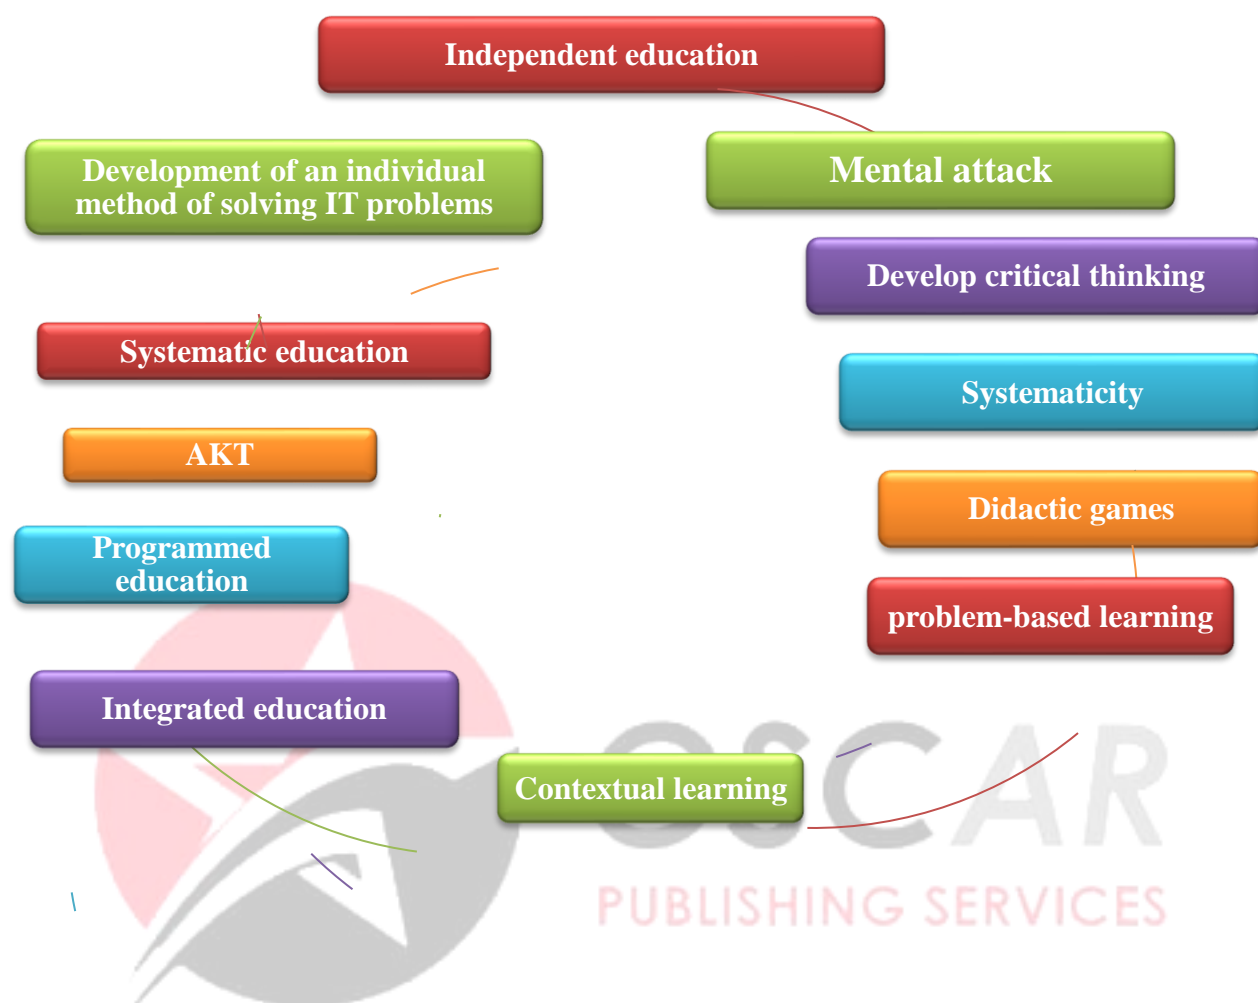 Independent education
Development of an individual
method of solving IT problems
Mental attack
Develop critical thinking
Systematic education
Systematicity
AKT
Didactic games
Programmed
education
problem-based learning
Integrated education
Contextual learning
OSCAR
PUBLISHING SERVICES